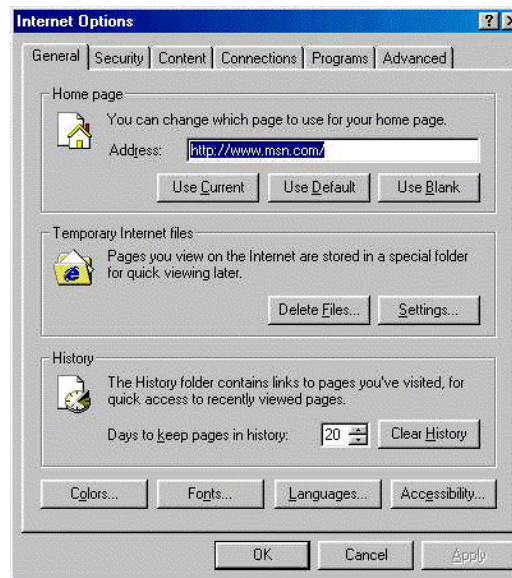 Internet Options
General Security Content Connections Programs Advanced
Home page
You can change which page to use for your home page.
Address: http://www.msn.com/
Use Current Use Default Use Blank
Temporary Internet files
Pages you view on the Internet are stored in a special folder
for quick viewing later.
Delete Files... Settings...
History
The History folder contains links to pages you've visited, for
quick access to recently viewed pages.
Days to keep pages in history: 20 Clear History
Colors... Fonts... Languages... Accessibility...
OK Cancel Apply